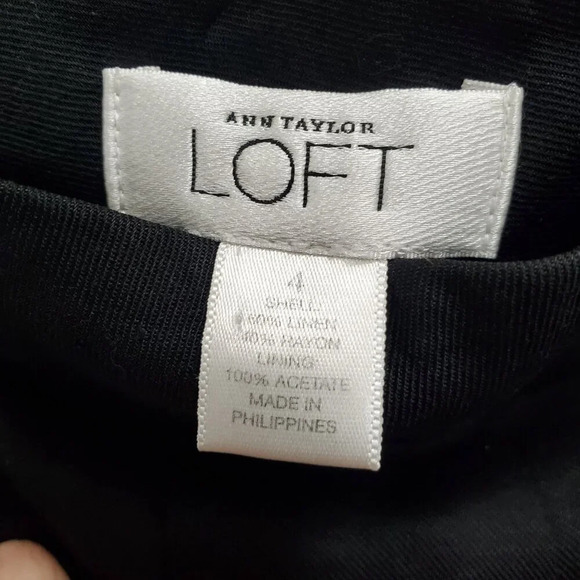 ANN TAYLOR
LOFT
4
SHELL:
60% LINEN
40% RAYON
LINING:
100% ACETATE
MADE IN
PHILIPPINES